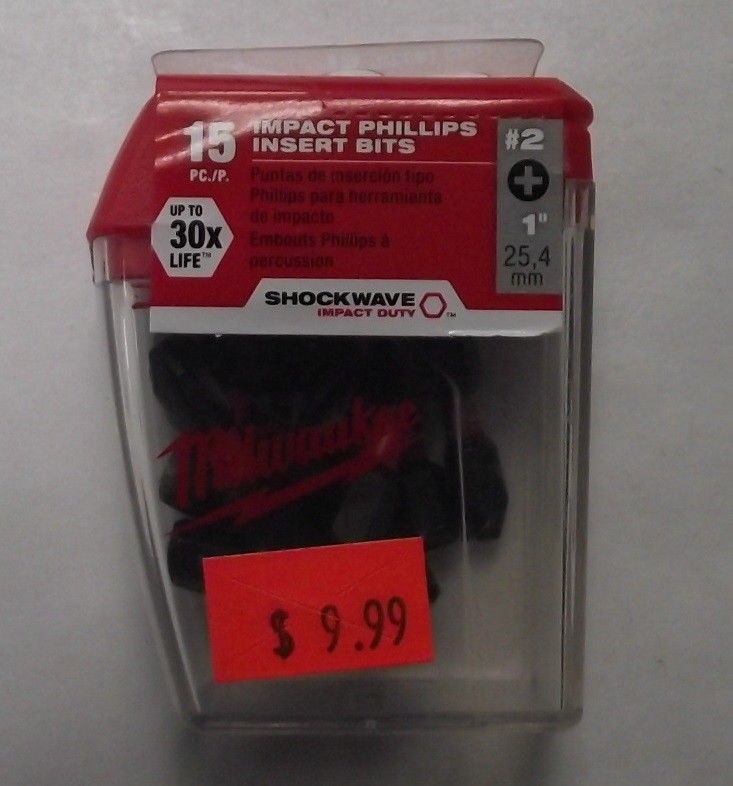 15
PC./P.
IMPACT PHILLIPS
INSERT BITS
Puntas de inserción tipo
Phillips para herramienta
de impacto
Embouts Phillips à
percussion
UP TO
30x
LIFE™
#2
1"
25,4
mm
SHOCKWAVE
IMPACT DUTY ™
Milwaukee
$ 9.99